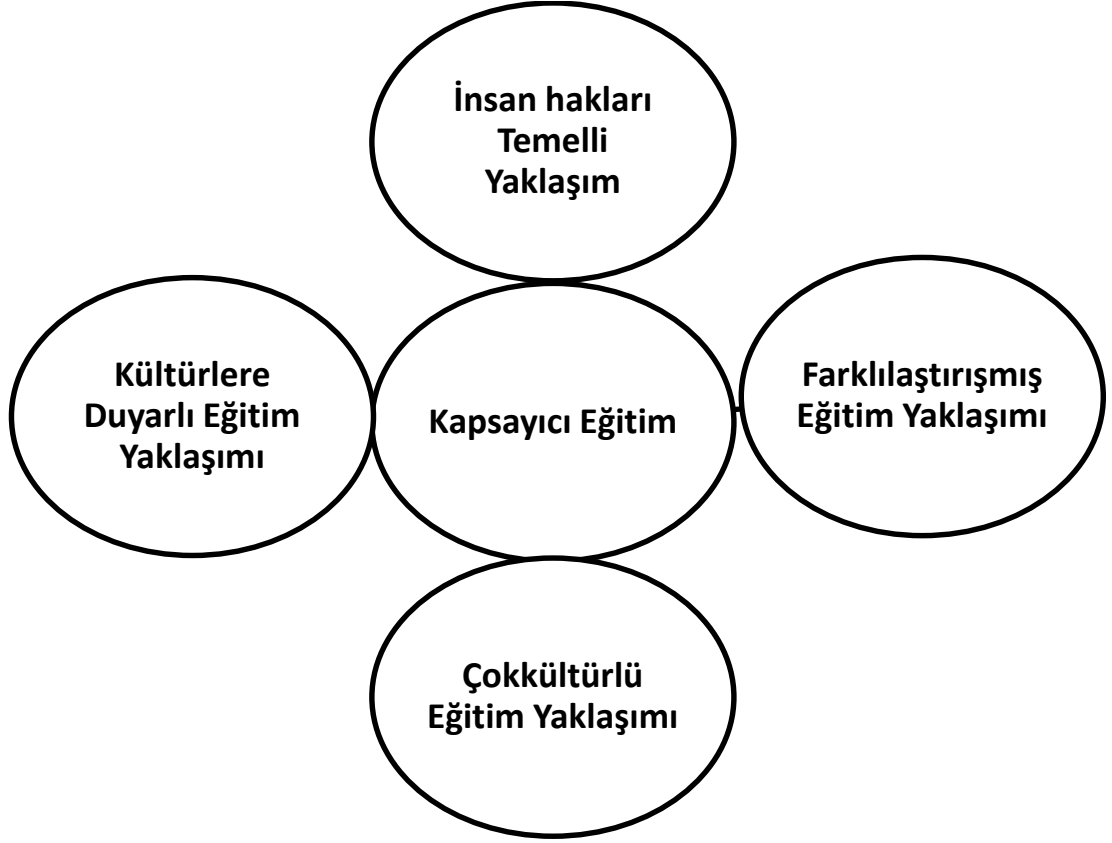 İnsan hakları
Temelli
Yaklaşım
Kültürlere
Duyarlı Eğitim
Yaklaşımı
Kapsayıcı Eğitim
Farklılaştırışmış
Eğitim Yaklaşımı
Çokkültürlü
Eğitim Yaklaşımı